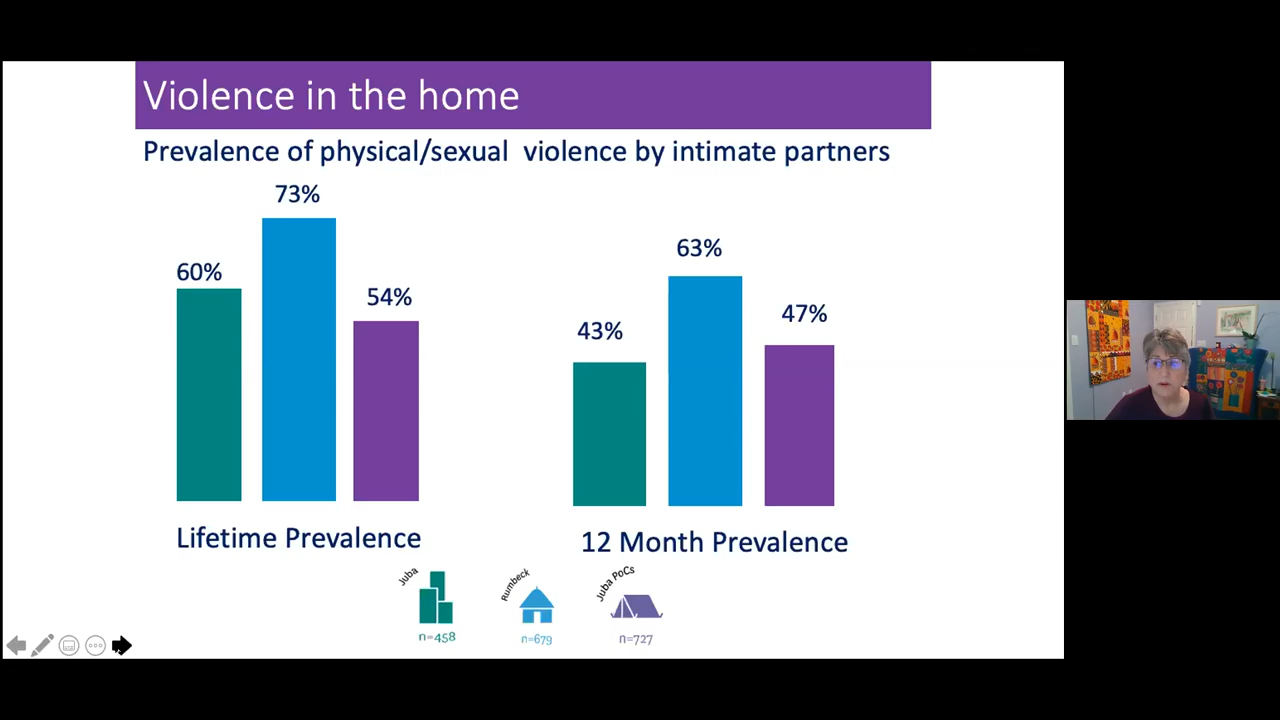 Violence in the home
Prevalence of physical/sexual violence by intimate partners
73%
60%
54%
63%
43%
47%
Lifetime Prevalence
12 Month Prevalence
Juba
Rumbeck
Juba PoCs
n=458
n=679
n=727